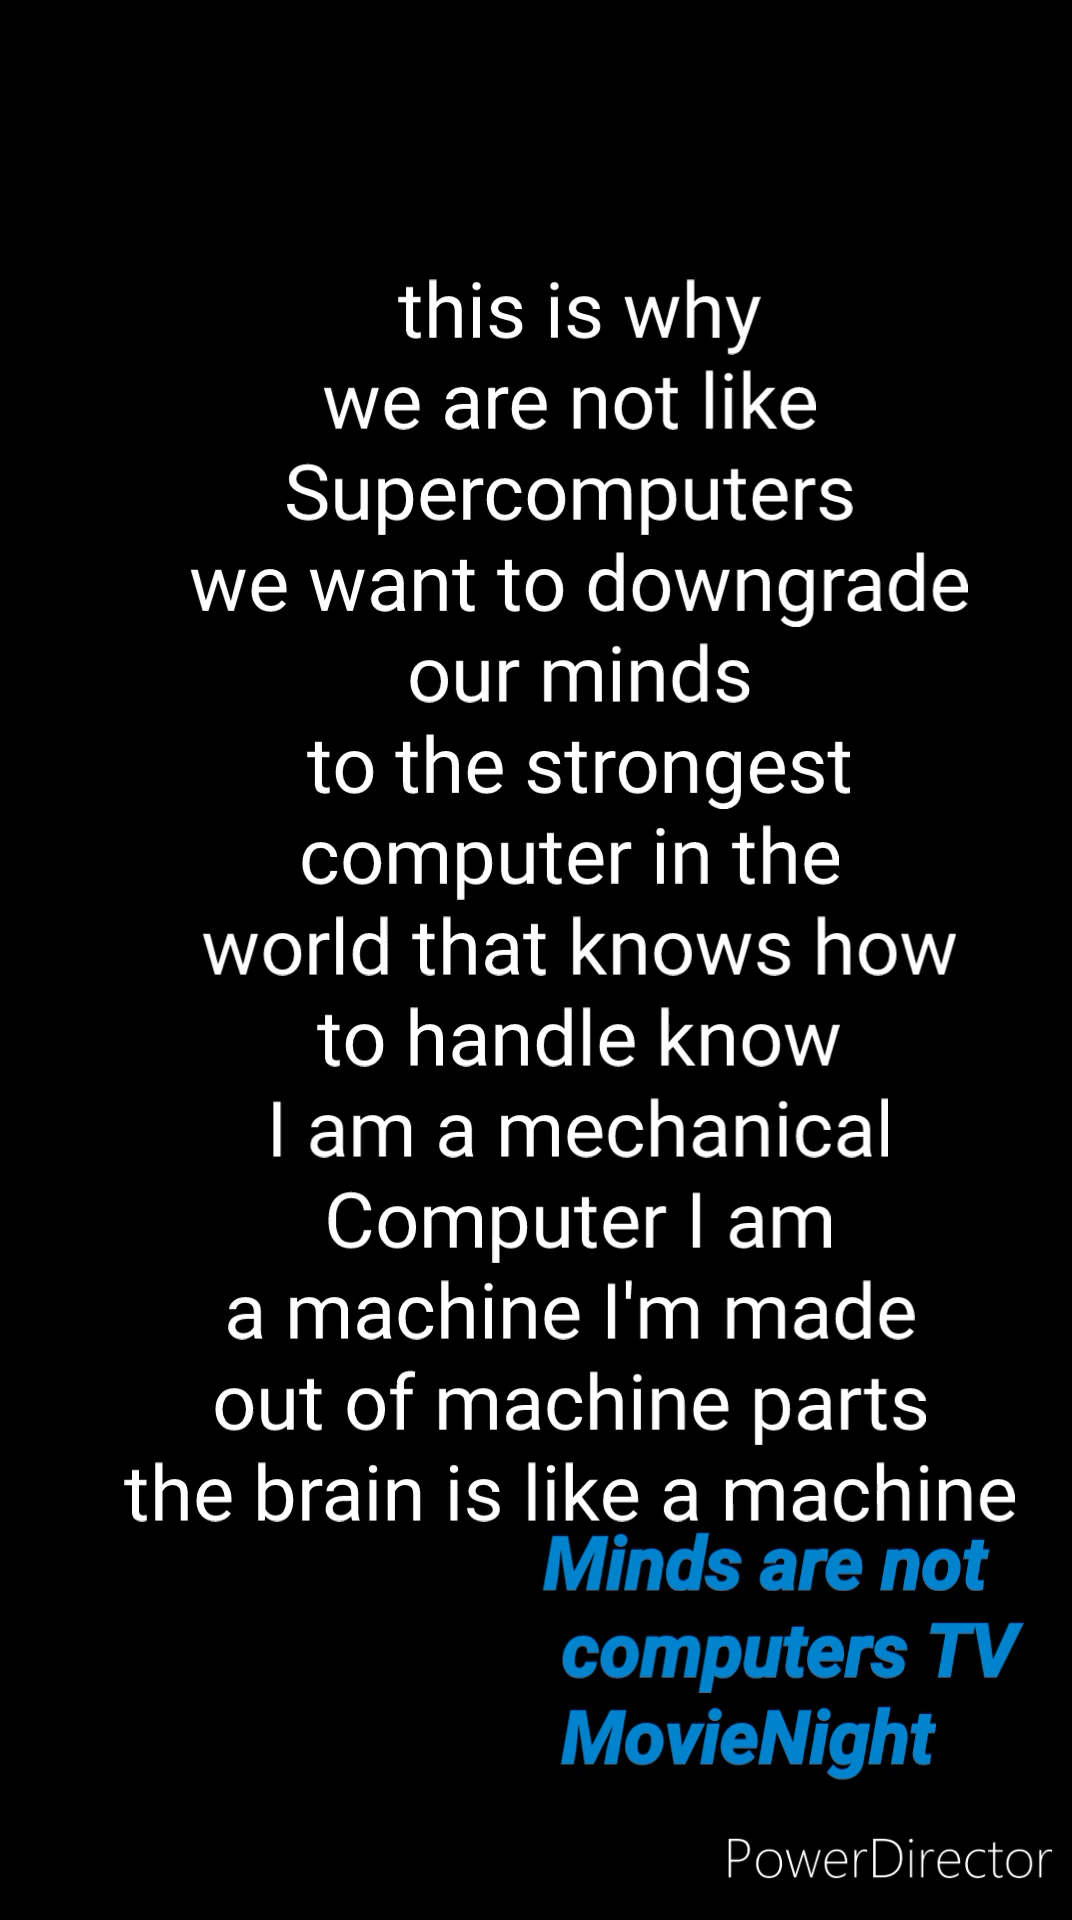 this is why
we are not like
Supercomputers
we want to downgrade
our minds
to the strongest
computer in the
world that knows how
to handle know
I am a mechanical
Computer I am
a machine I'm made
out of machine parts
the brain is like a machine
Minds are not
computers TV
MovieNight
PowerDirector